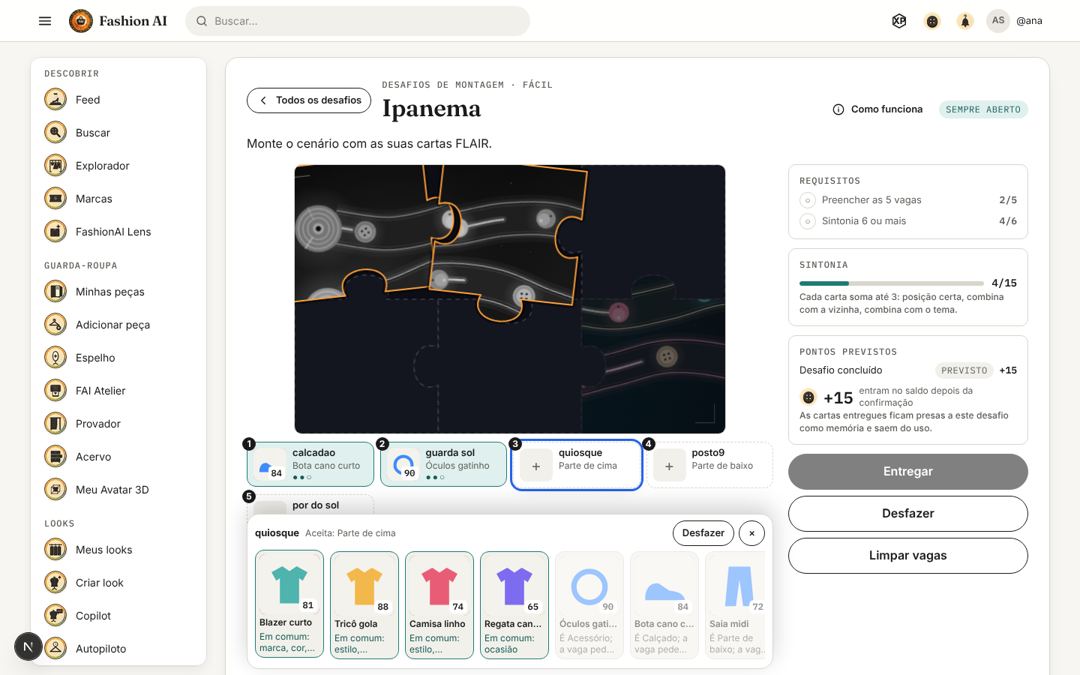 Fashion AI
Buscar...
XP
AS
@ana
DESCOBRIR
Feed
Buscar
Explorador
Marcas
FashionAI Lens
GUARDA-ROUPA
Minhas peças
Adicionar peça
Espelho
FAI Atelier
Provador
Acervo
Meu Avatar 3D
LOOKS
Meus looks
Criar look
Copilot
Autopiloto
N
Todos os desafios
DESAFIOS DE MONTAGEM · FÁCIL
Ipanema
Como funciona
SEMPRE ABERTO
Monte o cenário com as suas cartas FLAIR.
1
84
calcadao
Bota cano curto
2
90
guarda sol
Óculos gatinho
3
+
quiosque
Parte de cima
4
+
posto9
Parte de baixo
5
por do sol
quiosque Aceita: Parte de cima
Desfazer
×
81
Blazer curto
Em comum:
marca, cor,...
88
Tricô gola
Em comum:
estilo,...
74
Camisa linho
Em comum:
estilo,...
65
Regata can...
Em comum:
ocasião
90
Óculos gati...
É Acessório;
a vaga ped...
84
Bota cano c...
É Calçado; a
vaga pede...
72
Saia midi
É Parte de
baixo; a vag...
REQUISITOS
Preencher as 5 vagas 2/5
Sintonia 6 ou mais 4/6
SINTONIA
4/15
Cada carta soma até 3: posição certa, combina
com a vizinha, combina com o tema.
PONTOS PREVISTOS
Desafio concluído PREVISTO +15
+15 entram no saldo depois da
confirmação
As cartas entregues ficam presas a este desafio
como memória e saem do uso.
Entregar
Desfazer
Limpar vagas